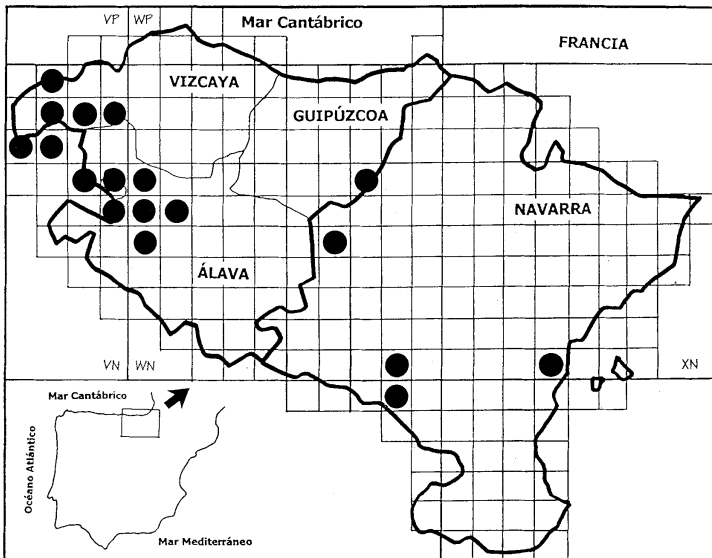 VP WP
Mar Cantábrico
FRANCIA
VIZCAYA
GUIPÚZCOA
NAVARRA
ÁLAVA
VN WN
XN
Mar Cantábrico
Océano Atlántico
Mar Mediterráneo